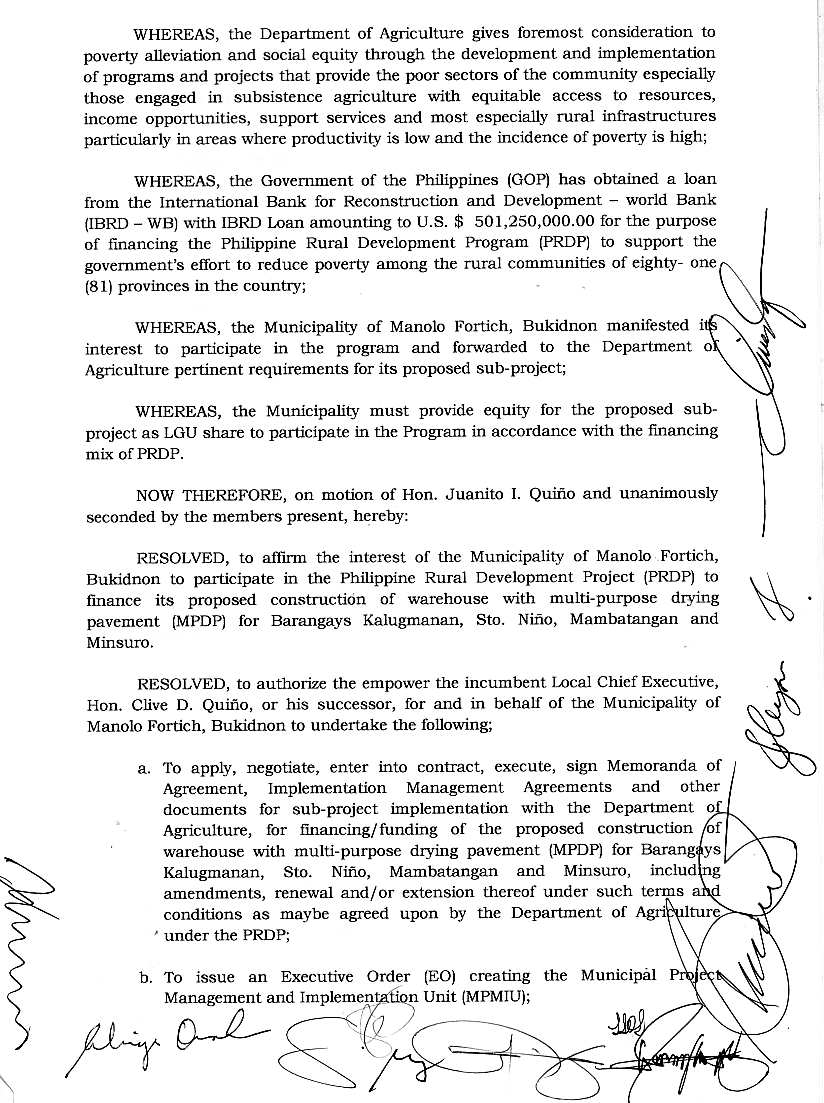 WHEREAS, the Department of Agriculture gives foremost consideration to
poverty alleviation and social equity through the development and implementation
of programs and projects that provide the poor sectors of the community especially
those engaged in subsistence agriculture with equitable access to resources,
income opportunities, support services and most especially rural infrastructures
particularly in areas where productivity is low and the incidence of poverty is high;
WHEREAS, the Government of the Philippines (GOP) has obtained a loan
from the International Bank for Reconstruction and Development – world Bank
(IBRD – WB) with IBRD Loan amounting to U.S. $ 501,250,000.00 for the purpose
of financing the Philippine Rural Development Program (PRDP) to support the
government's effort to reduce poverty among the rural communities of eighty- one
(81) provinces in the country;
WHEREAS, the Municipality of Manolo Fortich, Bukidnon manifested its
interest to participate in the program and forwarded to the Department of
Agriculture pertinent requirements for its proposed sub-project;
WHEREAS, the Municipality must provide equity for the proposed sub-
project as LGU share to participate in the Program in accordance with the financing
mix of PRDP.
NOW THEREFORE, on motion of Hon. Juanito I. Quiño and unanimously
seconded by the members present, hereby:
RESOLVED, to affirm the interest of the Municipality of Manolo Fortich,
Bukidnon to participate in the Philippine Rural Development Project (PRDP) to
finance its proposed construction of warehouse with multi-purpose drying
pavement (MPDP) for Barangays Kalugmanan, Sto. Niño, Mambatangan and
Minsuro.
RESOLVED, to authorize the empower the incumbent Local Chief Executive,
Hon. Clive D. Quiño, or his successor, for and in behalf of the Municipality of
Manolo Fortich, Bukidnon to undertake the following;
a. To apply, negotiate, enter into contract, execute, sign Memoranda of
Agreement, Implementation Management Agreements and other
documents for sub-project implementation with the Department of
Agriculture, for financing/funding of the proposed construction of
warehouse with multi-purpose drying pavement (MPDP) for Barangays
Kalugmanan, Sto. Niño, Mambatangan and Minsuro, including
amendments, renewal and/or extension thereof under such terms and
conditions as maybe agreed upon by the Department of Agriculture
under the PRDP;
b. To issue an Executive Order (EO) creating the Municipal Project
Management and Implementation Unit (MPMIU);